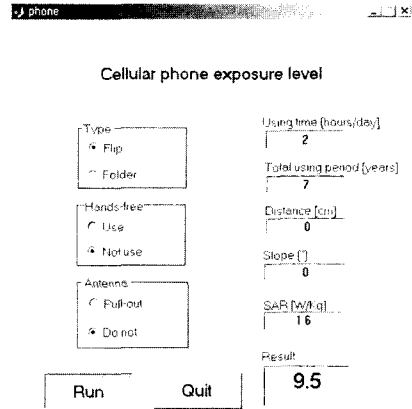 phone
Cellular phone exposure level
Type
Flip
Folder
Hands-free
Use
Not use
Antenna
Pull-out
Do not
Using time [hours/day]
2
Total using period [years]
7
Distance [cm]
0
Slope [°]
0
SAR [W/Kg]
1.6
Result
9.5
Run
Quit